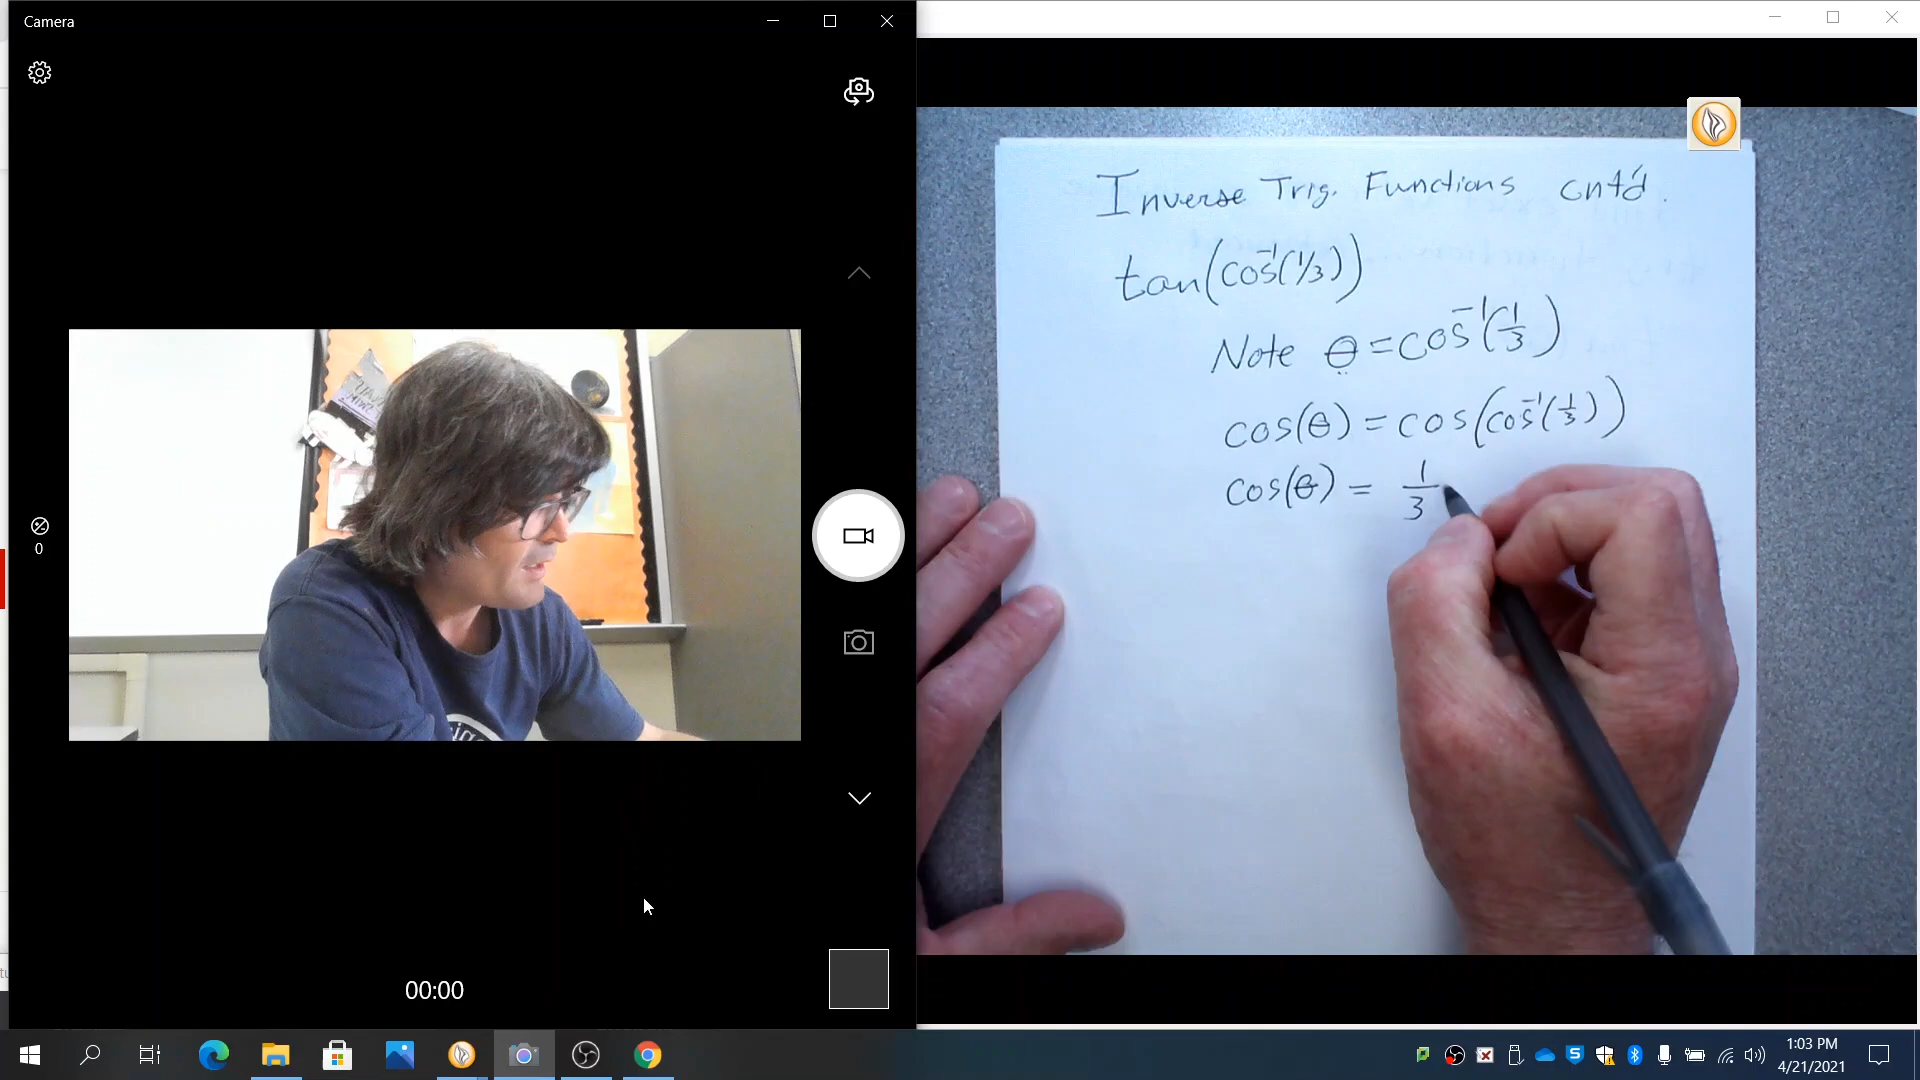 Camera
0
00:00
Inverse Trig. Functions cnt'd.
tan(cos⁻¹(1/3))
Note θ = cos⁻¹(1/3)
cos(θ) = cos(cos⁻¹(1/3))
cos(θ) = 1/3
1:03 PM
4/21/2021